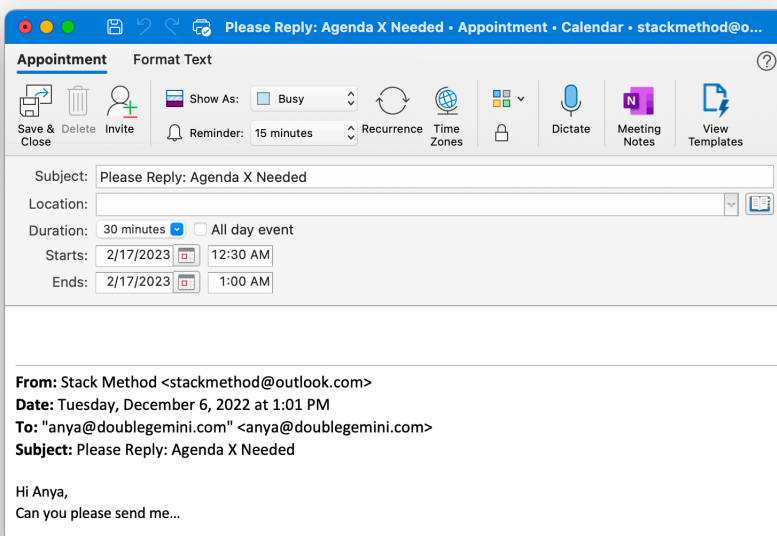 Please Reply: Agenda X Needed • Appointment • Calendar • stackmethod@o...
Appointment Format Text
?
Save & Close
Delete
Invite
Show As: Busy
Reminder: 15 minutes
Recurrence
Time Zones
Dictate
N
Meeting Notes
View Templates
Subject: Please Reply: Agenda X Needed
Location:
Duration: 30 minutes All day event
Starts: 2/17/2023 12:30 AM
Ends: 2/17/2023 1:00 AM
From: Stack Method <stackmethod@outlook.com>
Date: Tuesday, December 6, 2022 at 1:01 PM
To: "anya@doublegemini.com" <anya@doublegemini.com>
Subject: Please Reply: Agenda X Needed
Hi Anya,
Can you please send me...